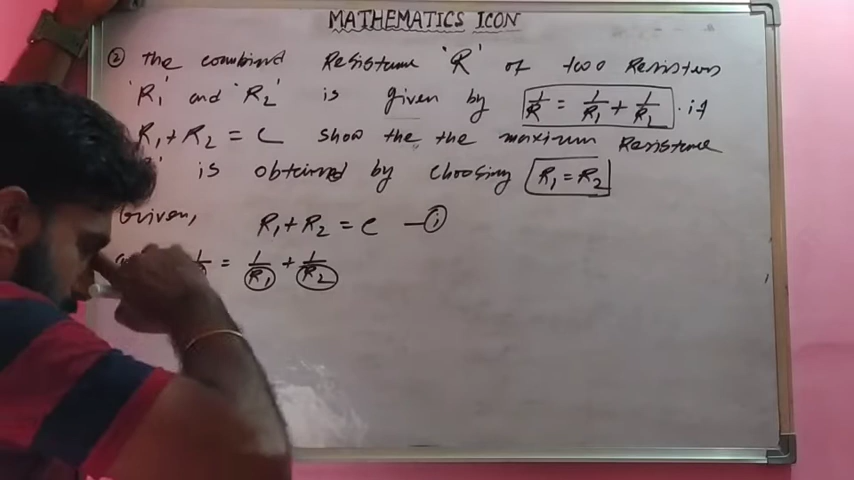 MATHEMATICS ICON
② the combined Resistance 'R' of two Resistors
'R₁' and 'R₂' is given by 1/R = 1/R₁ + 1/R₂ . if
R₁ + R₂ = C show the the maximum Resistance
is obtained by choosing R₁ = R₂
Given, R₁ + R₂ = C — ①
= 1/R₁ + 1/R₂